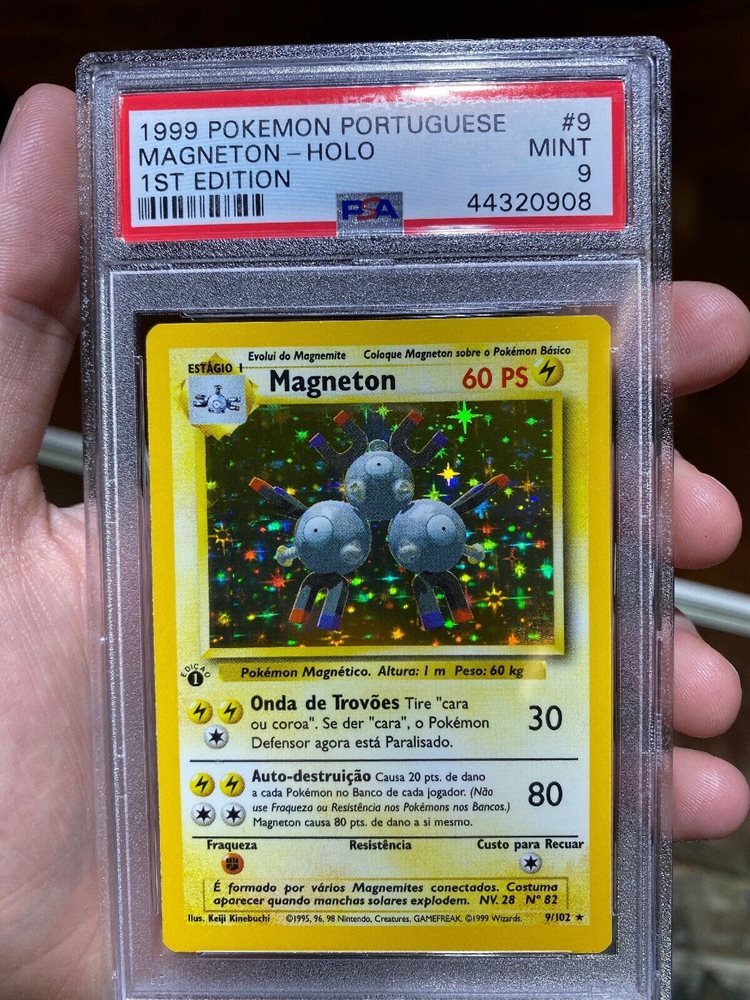 1999 POKEMON PORTUGUESE #9
MAGNETON-HOLO MINT
1ST EDITION 9
PSA 44320908
Evolui do Magnemite Coloque Magneton sobre o Pokémon Básico
ESTÁGIO 1
Magneton 60 PS
EDIÇÃO
1
Pokémon Magnético. Altura: 1 m Peso: 60 kg
Onda de Trovões Tire "cara
ou coroa". Se der "cara", o Pokémon
Defensor agora está Paralisado.
30
Auto-destruição Causa 20 pts. de dano
a cada Pokémon no Banco de cada jogador. (Não
use Fraqueza ou Resistência nos Pokémons nos Bancos.)
Magneton causa 80 pts. de dano a si mesmo.
80
Fraqueza Resistência Custo para Recuar
É formado por vários Magnemites conectados. Costuma
aparecer quando manchas solares explodem. NV. 28 Nº 82
Ilus. Keiji Kinebuchi ©1995, 96, 98 Nintendo, Creatures, GAMEFREAK. ©1999 Wizards. 9/102 ★